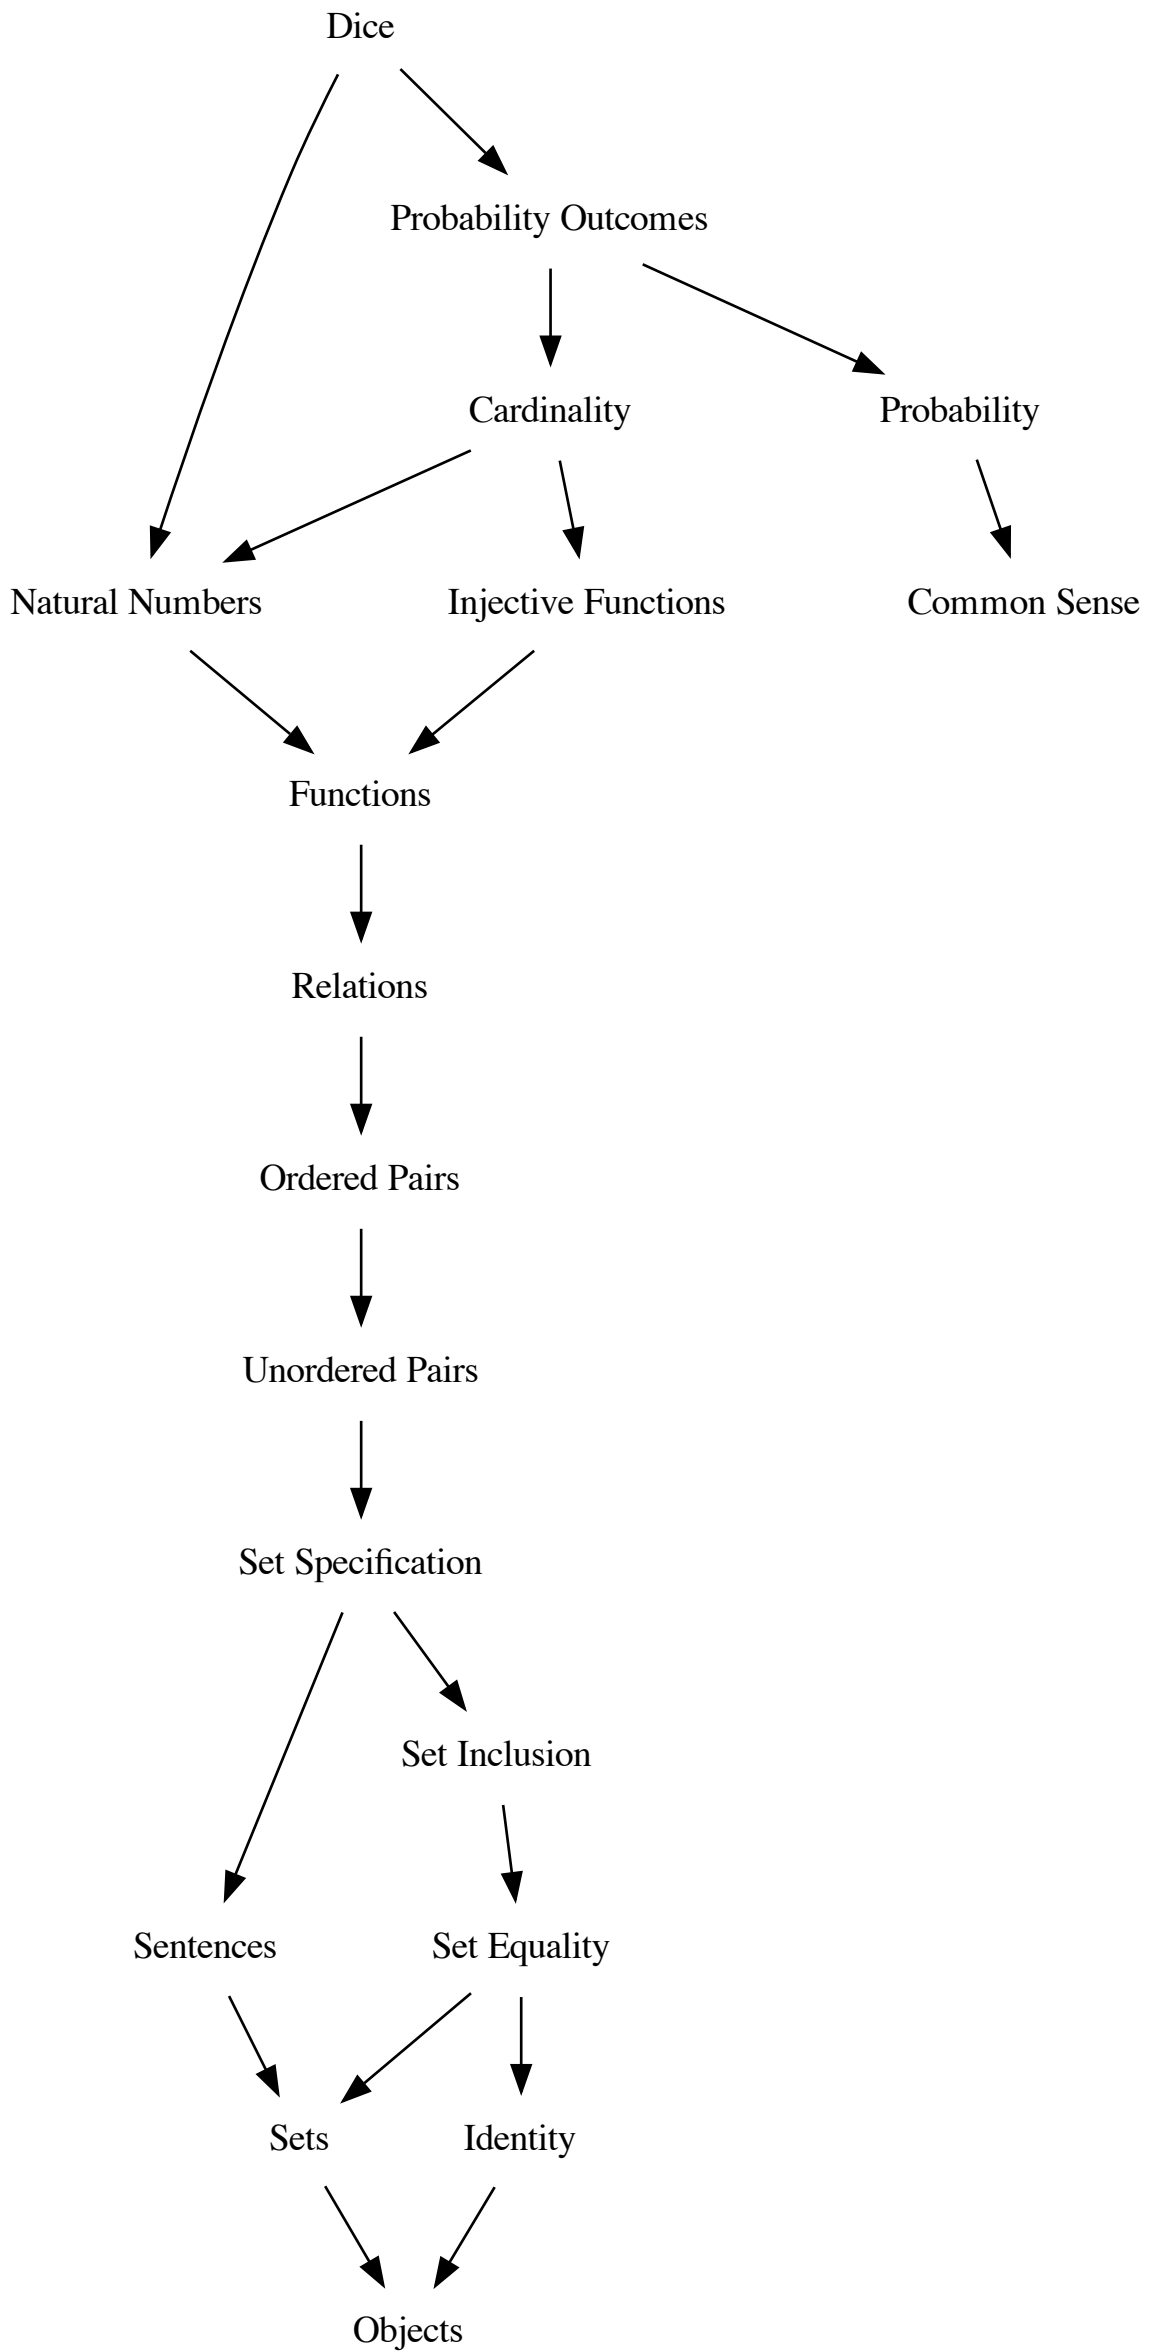 Dice
Probability Outcomes
Cardinality
Probability
Natural Numbers
Injective Functions
Common Sense
Functions
Relations
Ordered Pairs
Unordered Pairs
Set Specification
Set Inclusion
Sentences
Set Equality
Sets
Identity
Objects